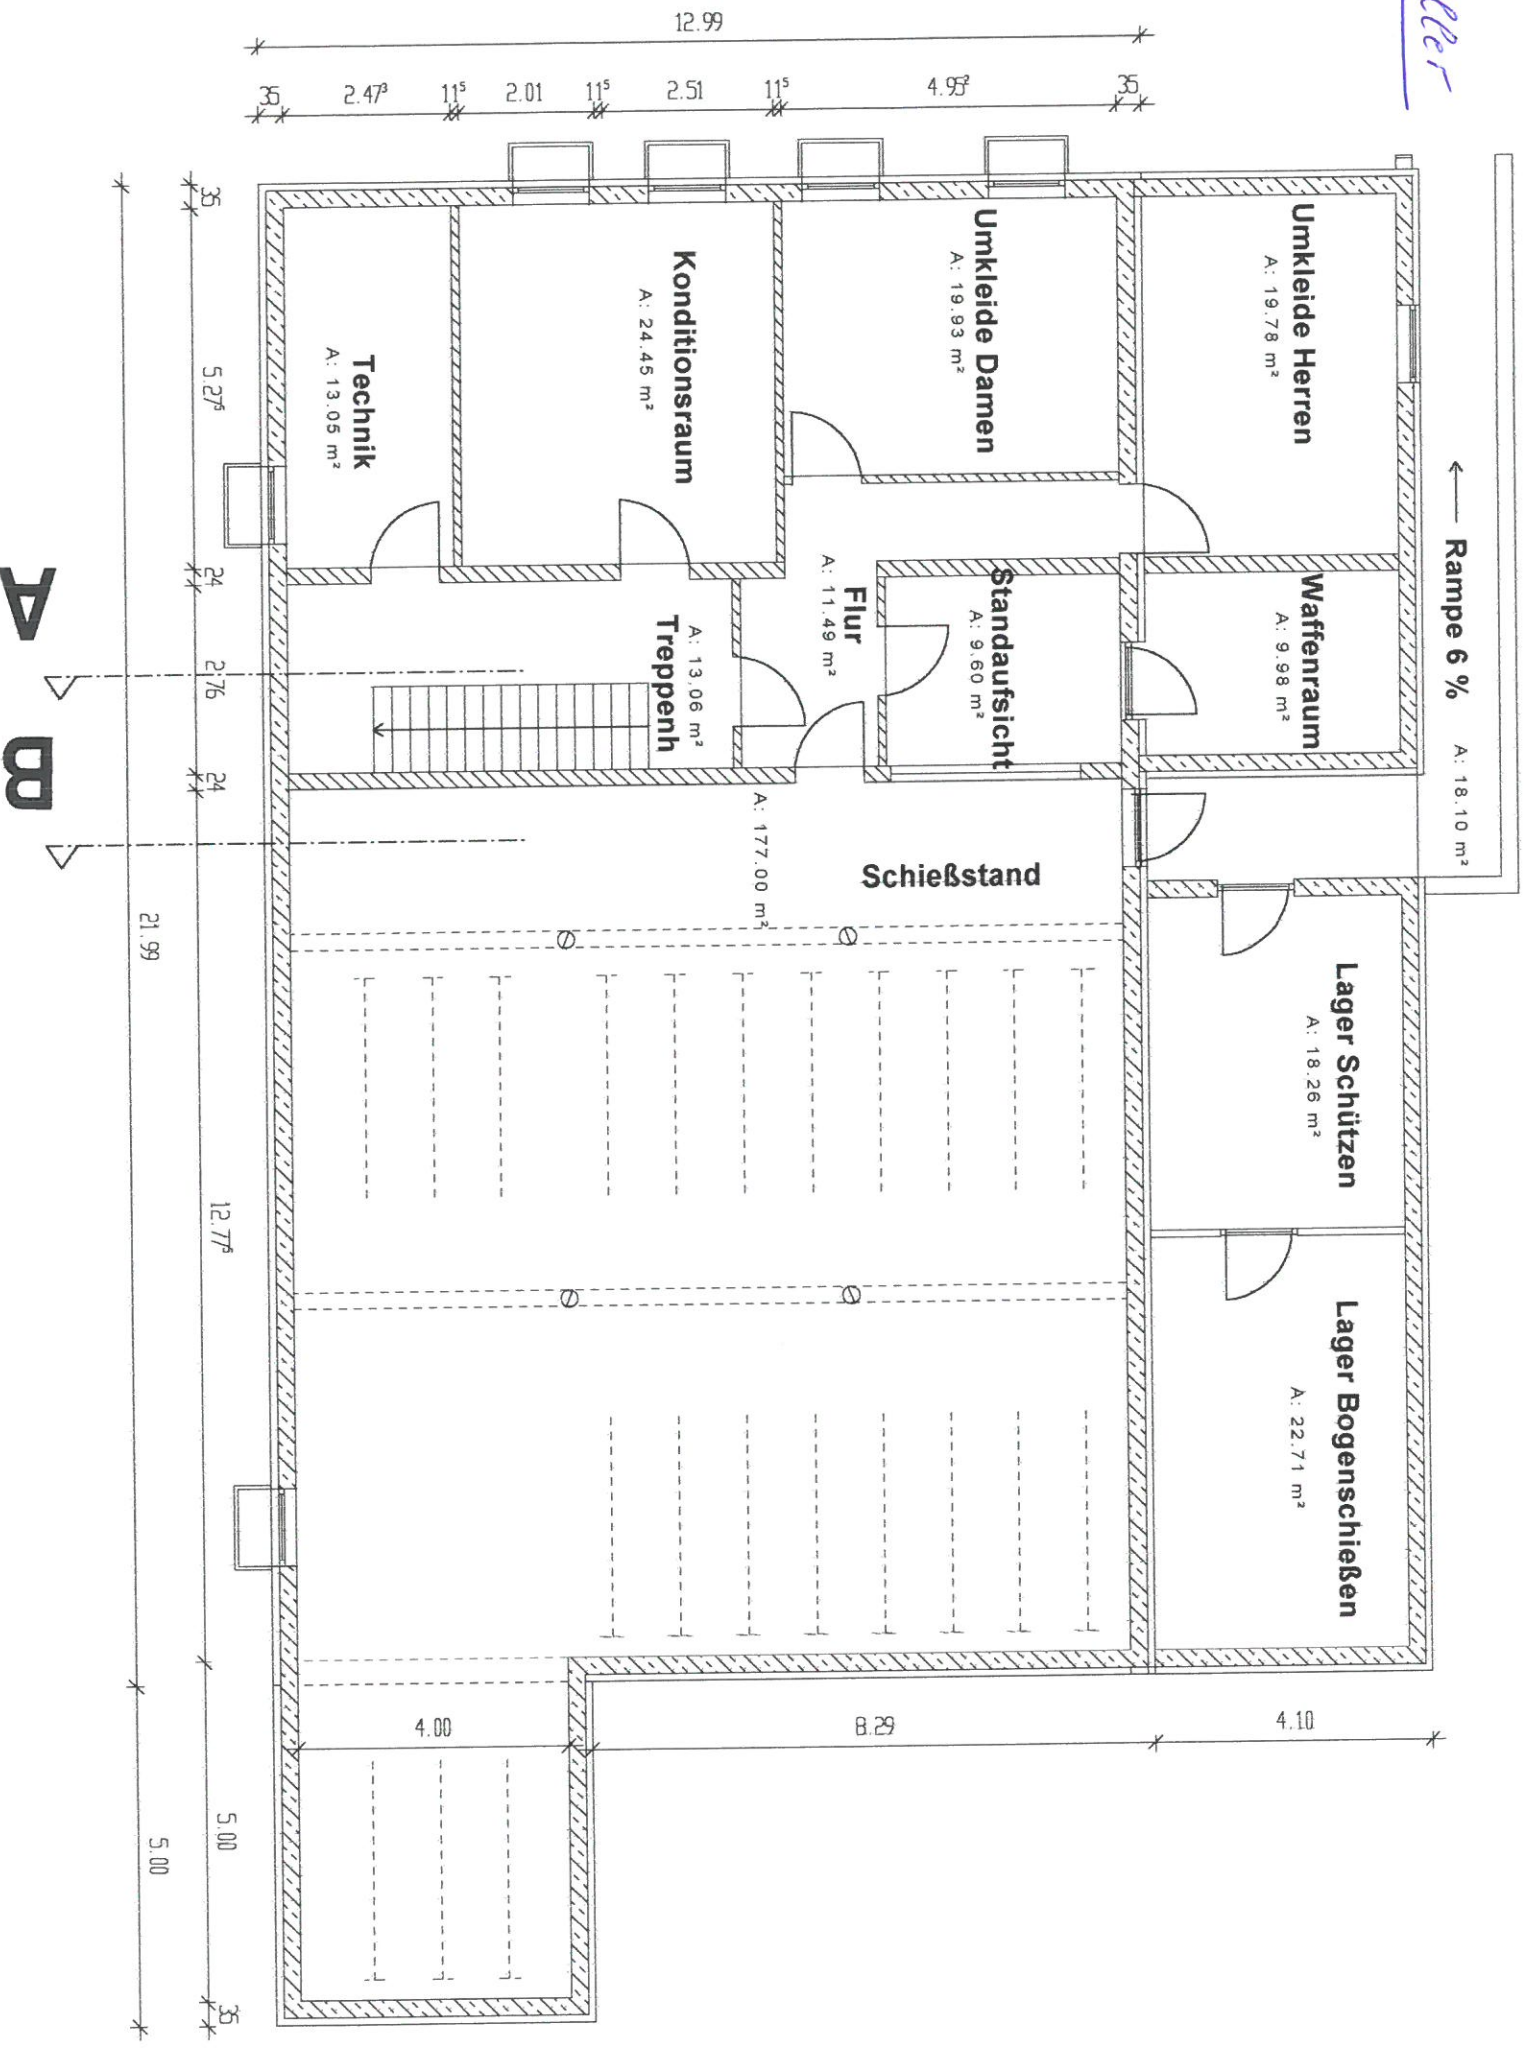 12.99
35
2.47³
11⁵
2.01
11⁵
2.51
11⁵
4.95²
35
Umkleide Herren
A: 19.78 m²
Umkleide Damen
A: 19.93 m²
Konditionsraum
A: 24.45 m²
Technik
A: 13.05 m²
← Rampe 6 %
A: 18.10 m²
Waffenraum
A: 9.98 m²
Standaufsicht
A: 9.60 m²
Flur
A: 11.49 m²
A: 13.06 m²
Treppenh
Schießstand
A: 177.00 m²
Lager Schützen
A: 18.26 m²
Lager Bogenschießen
A: 22.71 m²
35
5.27⁵
24
2.76
24
12.77⁵
5.00
35
21.99
5.00
4.00
8.29
4.10
A
B